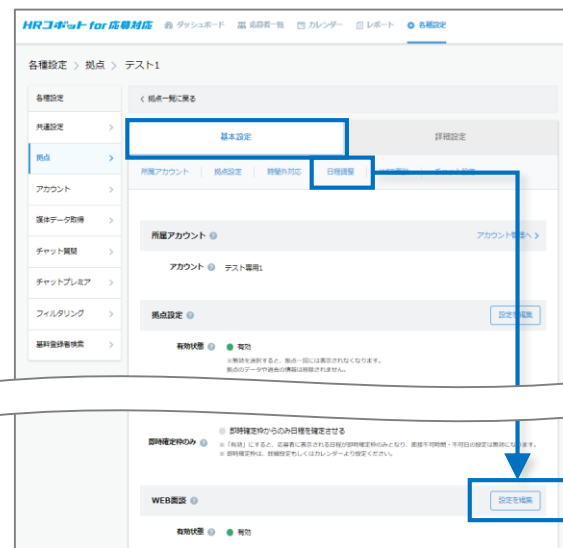 HRコボット for 応募対応 ダッシュボード 応募者一覧 カレンダー レポート 各種設定
各種設定 > 拠点 > テスト1
各種設定
< 拠点一覧に戻る
共通設定 >
基本設定 詳細設定
拠点 >
所属アカウント | 拠点設定 | 時間外対応 | 日程調整
アカウント >
媒体データ取得 >
所属アカウント ? アカウント管理へ >
チャット質問 >
アカウント ? テスト専用1
チャットプレミア >
フィルタリング >
拠点設定 ? 設定を編集
基幹登録者検索 >
有効状態 ? 有効
※無効を選択すると、拠点一覧には表示されなくなります。
拠点のデータや過去の情報は削除されません。
即時確定枠からのみ日程を確定させる
即時確定枠のみ ? ※「有効」にすると、応募者に表示される日程が即時確定枠のみとなり、面接不可時間・不可日の設定は無効になります。
※ 即時確定枠は、詳細設定もしくはカレンダーより設定ください。
WEB面談 ? 設定を編集
有効状態 ? 有効